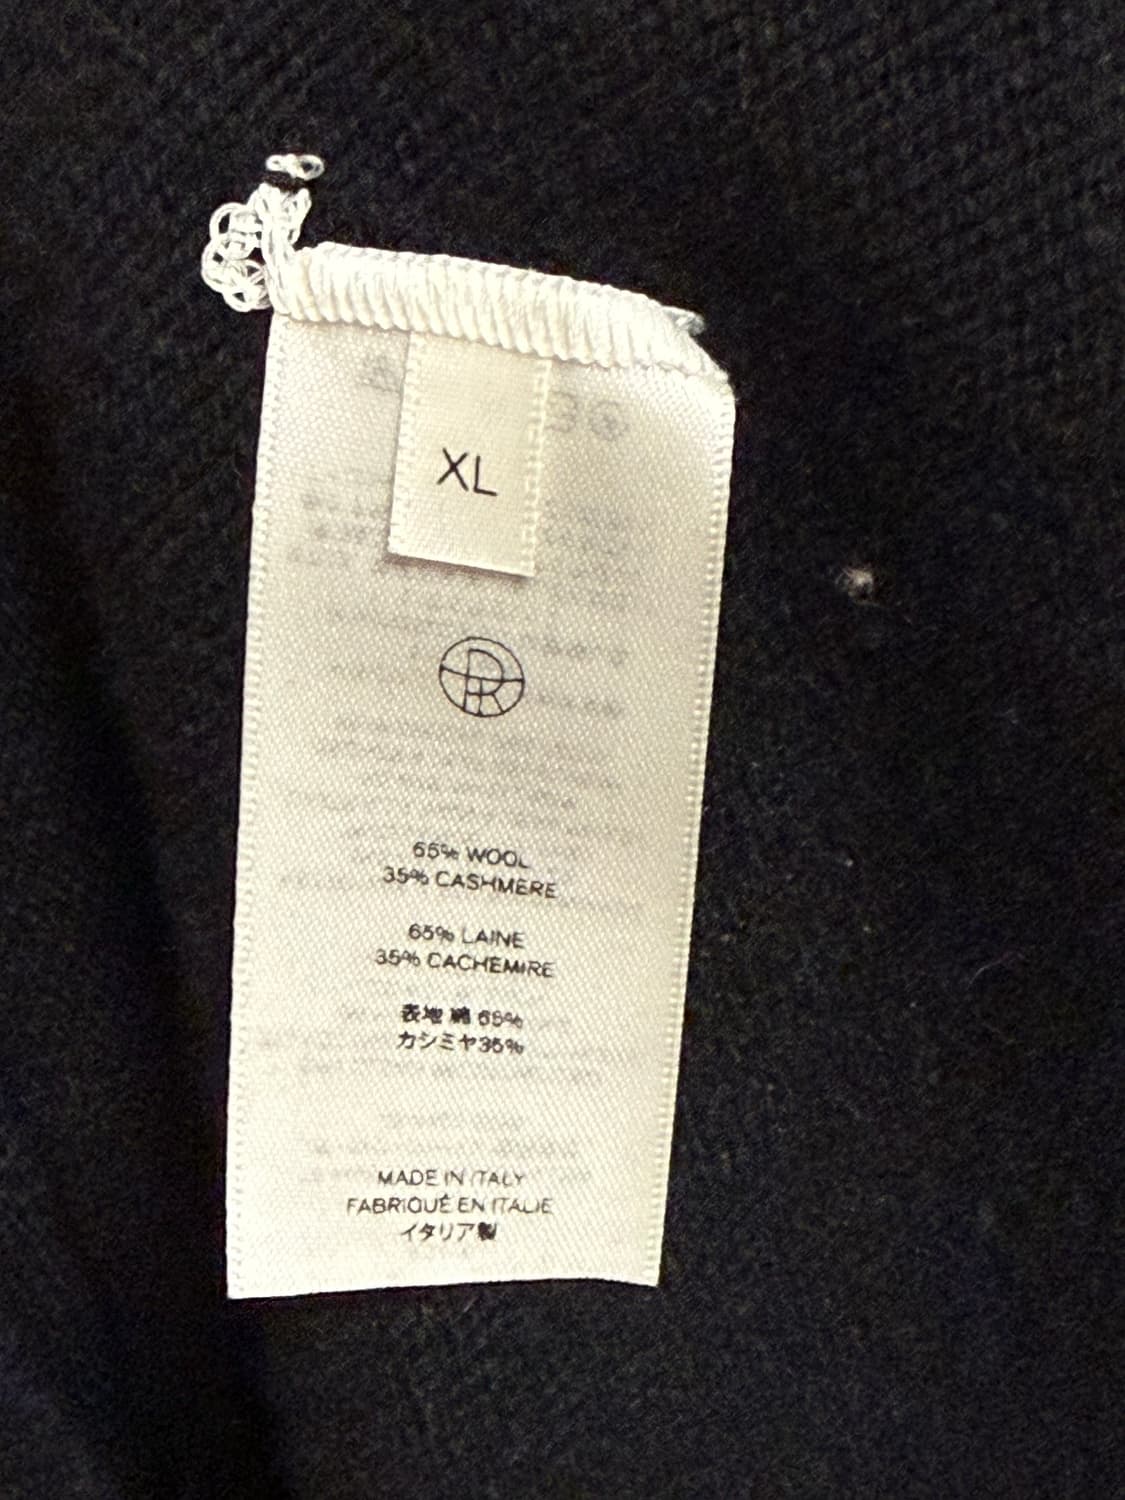 XL
65% WOOL
35% CASHMERE
65% LAINE
35% CACHEMIRE
表地 綿 65%
カシミヤ35%
MADE IN ITALY
FABRIQUÉ EN ITALIE
イタリア製